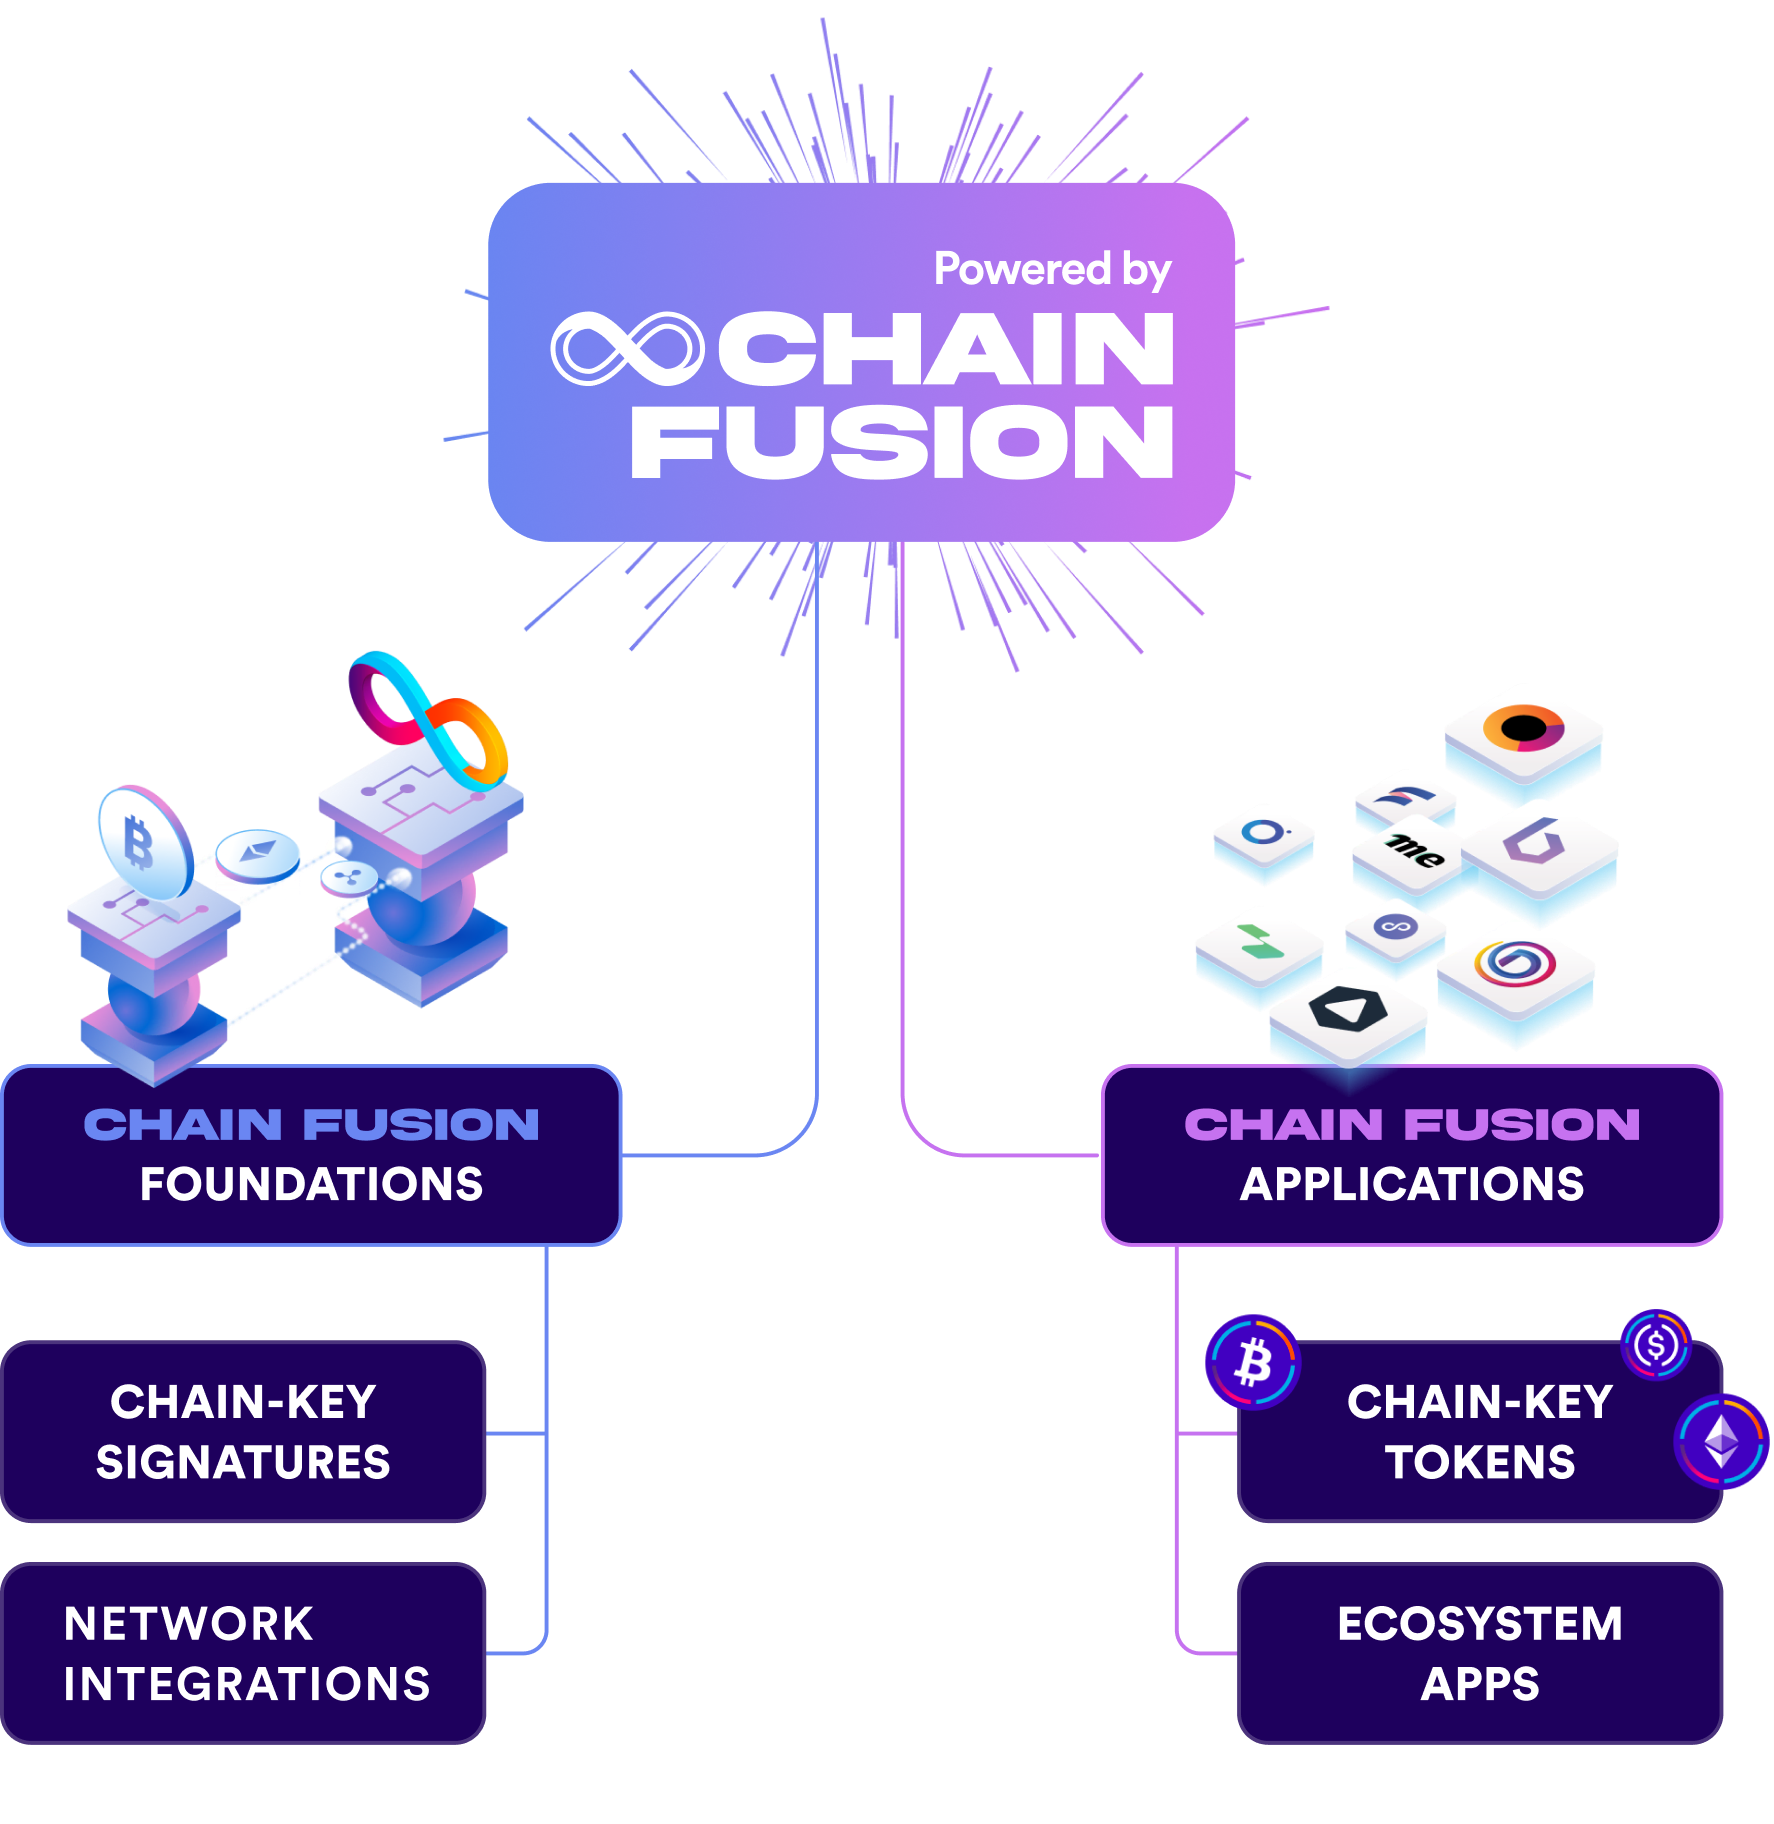 Powered by
CHAIN
FUSION
me
CHAIN FUSION
FOUNDATIONS
CHAIN-KEY
SIGNATURES
NETWORK
INTEGRATIONS
CHAIN FUSION
APPLICATIONS
CHAIN-KEY
TOKENS
ECOSYSTEM
APPS